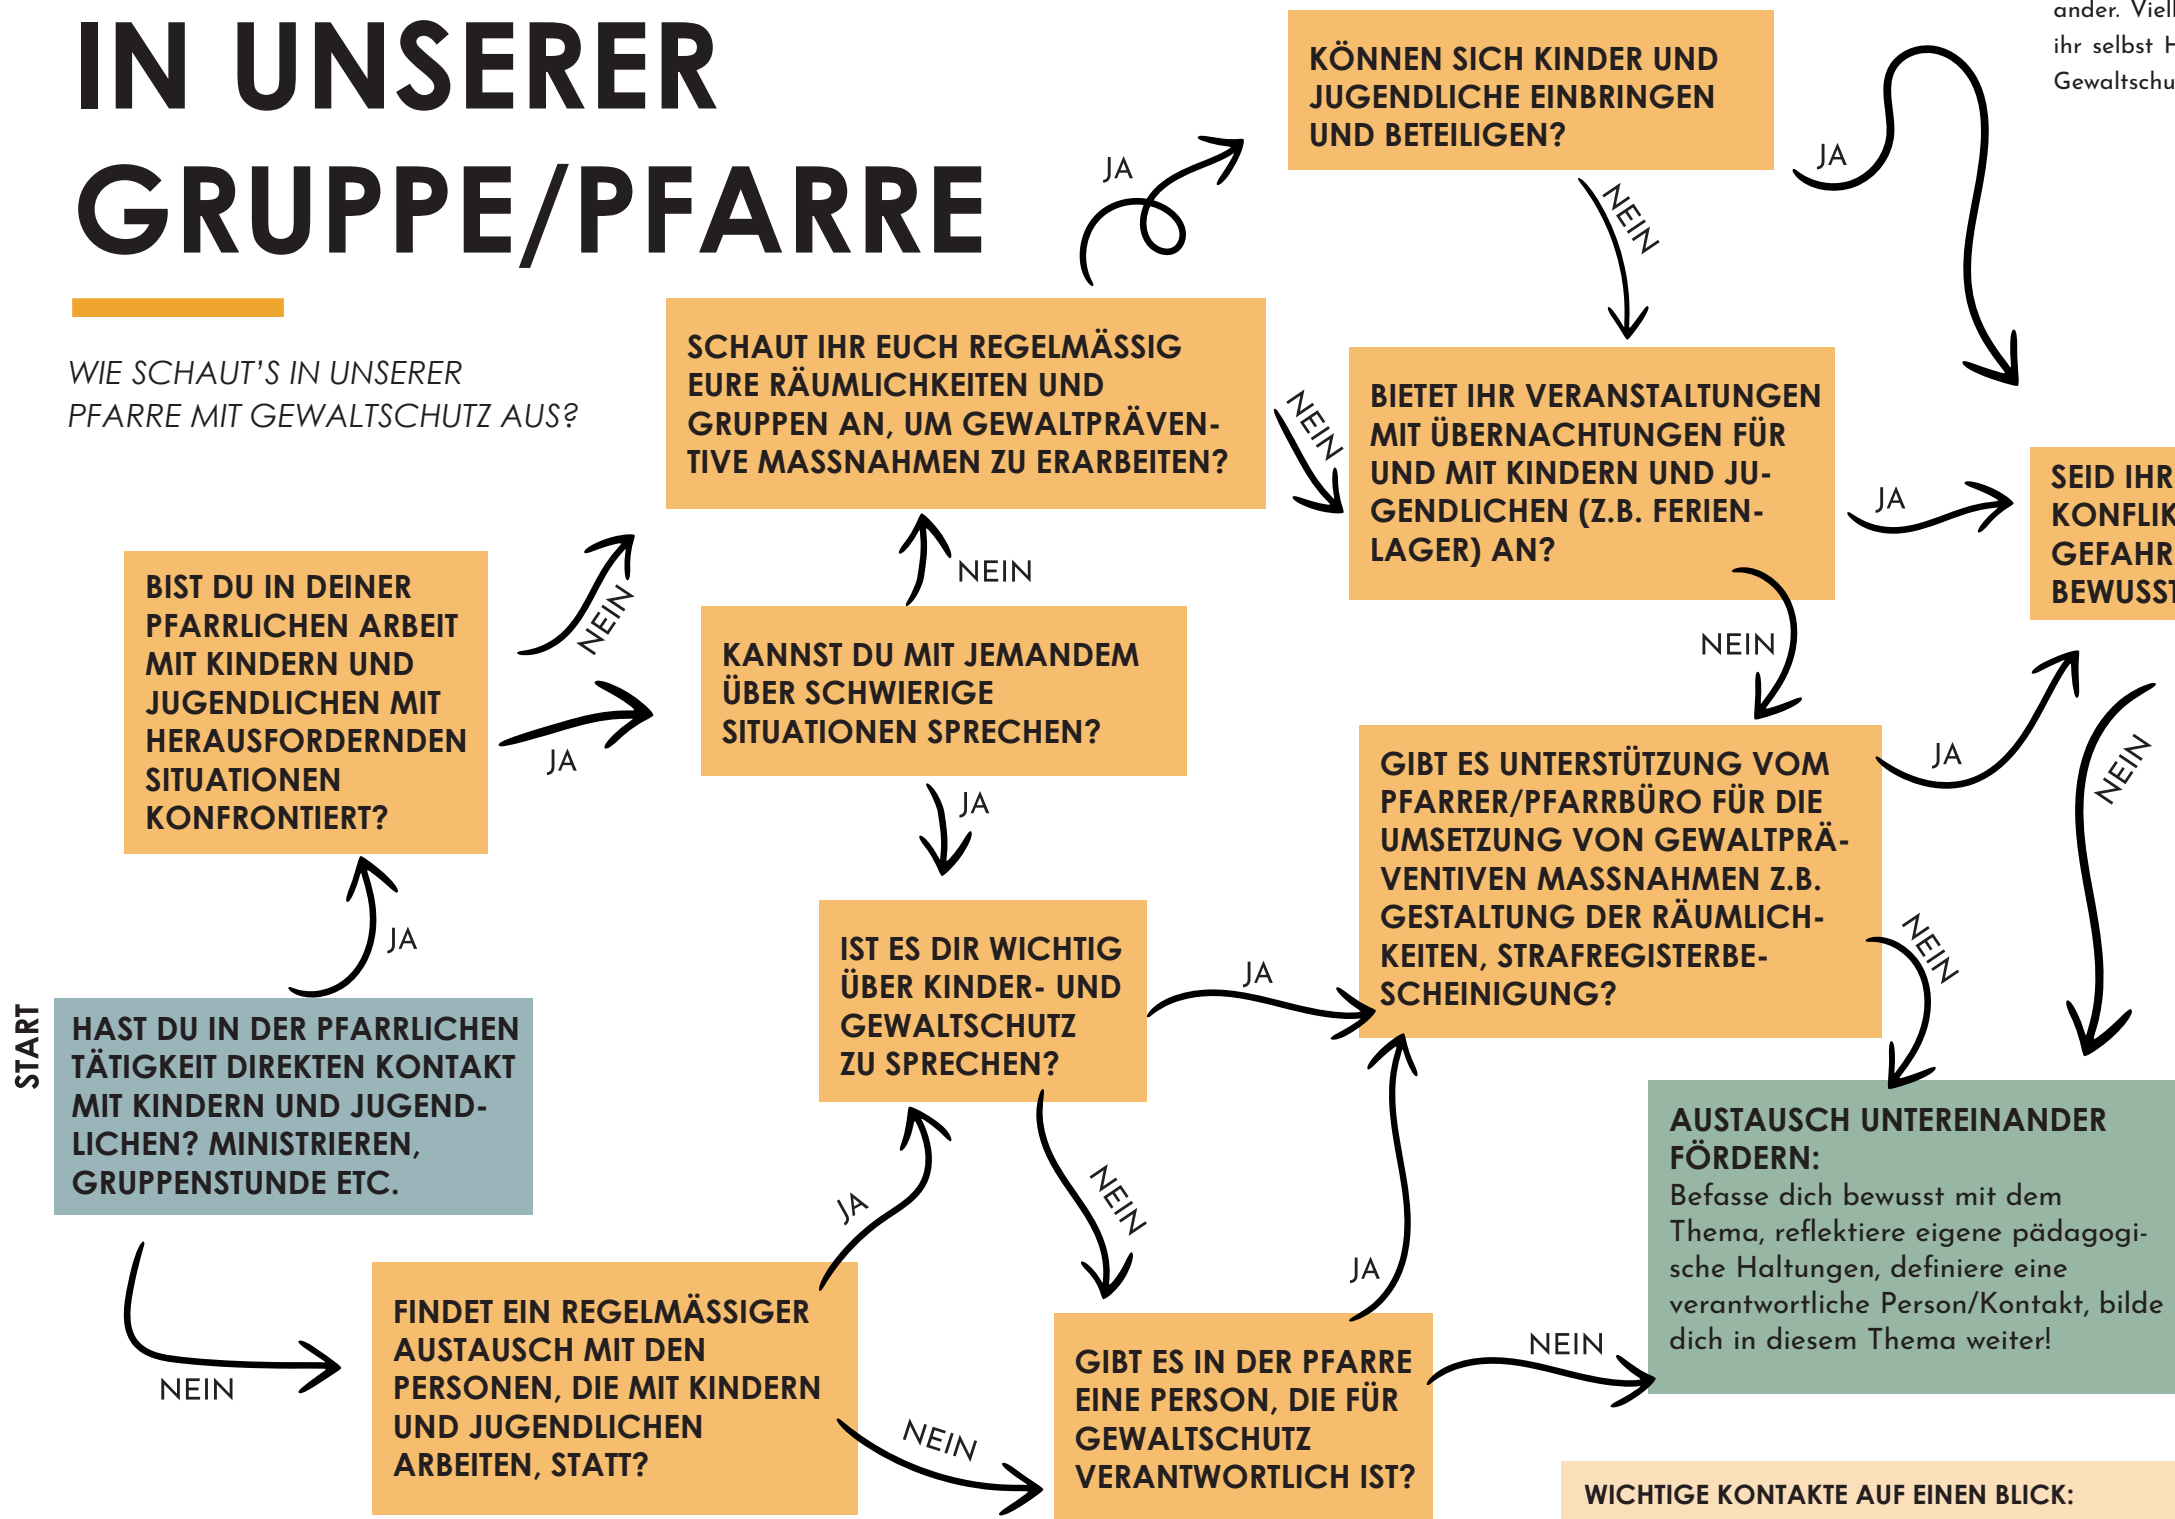 IN UNSERER
GRUPPE/PFARRE
WIE SCHAUT'S IN UNSERER
PFARRE MIT GEWALTSCHUTZ AUS?
START
HAST DU IN DER PFARRLICHEN
TÄTIGKEIT DIREKTEN KONTAKT
MIT KINDERN UND JUGEND-
LICHEN? MINISTRIEREN,
GRUPPENSTUNDE ETC.
JA
NEIN
BIST DU IN DEINER
PFARRLICHEN ARBEIT
MIT KINDERN UND
JUGENDLICHEN MIT
HERAUSFORDERNDEN
SITUATIONEN
KONFRONTIERT?
NEIN
JA
FINDET EIN REGELMÄSSIGER
AUSTAUSCH MIT DEN
PERSONEN, DIE MIT KINDERN
UND JUGENDLICHEN
ARBEITEN, STATT?
JA
NEIN
SCHAUT IHR EUCH REGELMÄSSIG
EURE RÄUMLICHKEITEN UND
GRUPPEN AN, UM GEWALTPRÄVEN-
TIVE MASSNAHMEN ZU ERARBEITEN?
JA
NEIN
KANNST DU MIT JEMANDEM
ÜBER SCHWIERIGE
SITUATIONEN SPRECHEN?
NEIN
JA
IST ES DIR WICHTIG
ÜBER KINDER- UND
GEWALTSCHUTZ
ZU SPRECHEN?
JA
NEIN
GIBT ES IN DER PFARRE
EINE PERSON, DIE FÜR
GEWALTSCHUTZ
VERANTWORTLICH IST?
JA
NEIN
KÖNNEN SICH KINDER UND
JUGENDLICHE EINBRINGEN
UND BETEILIGEN?
JA
NEIN
BIETET IHR VERANSTALTUNGEN
MIT ÜBERNACHTUNGEN FÜR
UND MIT KINDERN UND JU-
GENDLICHEN (Z.B. FERIEN-
LAGER) AN?
JA
NEIN
GIBT ES UNTERSTÜTZUNG VOM
PFARRER/PFARRBÜRO FÜR DIE
UMSETZUNG VON GEWALTPRÄ-
VENTIVEN MASSNAHMEN Z.B.
GESTALTUNG DER RÄUMLICH-
KEITEN, STRAFREGISTERBE-
SCHEINIGUNG?
JA
NEIN
ander.
ihr selbst
SEID IHR
NEIN
AUSTAUSCH UNTEREINANDER
FÖRDERN:
Befasse dich bewusst mit dem
Thema, reflektiere eigene pädagogi-
sche Haltungen, definiere eine
verantwortliche Person/Kontakt, bilde
dich in diesem Thema weiter!
WICHTIGE KONTAKTE AUF EINEN BLICK: